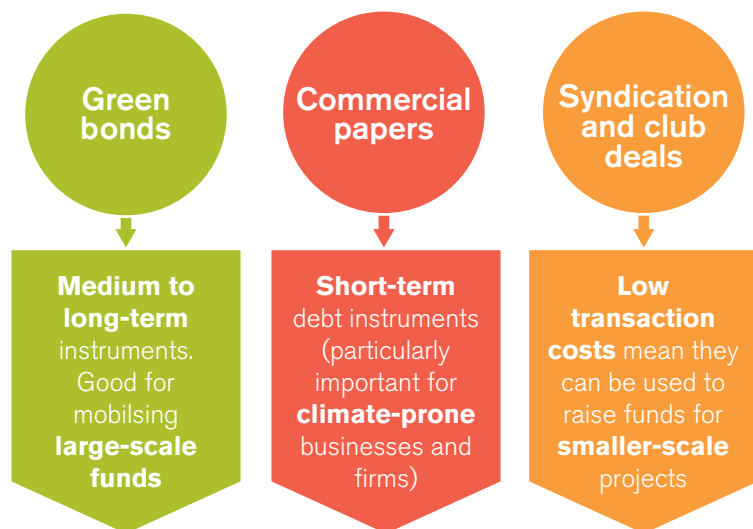 Green
bonds
Commercial
papers
Syndication
and club
deals
Medium to
long-term
instruments.
Good for
mobilsing
large-scale
funds
Short-term
debt instruments
(particularly
important for
climate-prone
businesses and
firms)
Low
transaction
costs mean they
can be used to
raise funds for
smaller-scale
projects